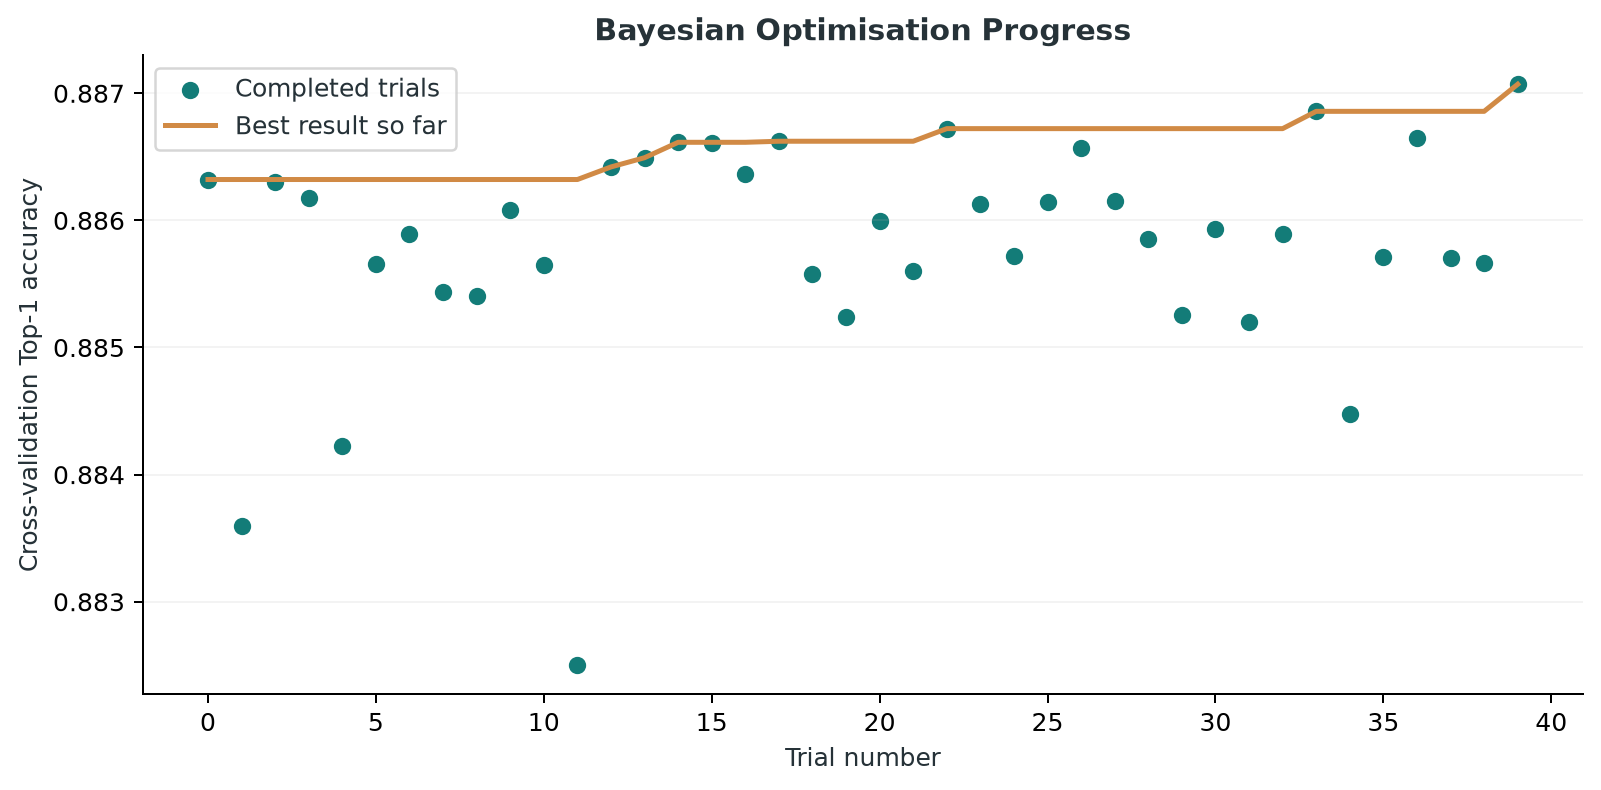 Bayesian Optimisation Progress
Completed trials
Best result so far
Cross-validation Top-1 accuracy
0.887
0.886
0.885
0.884
0.883
0 5 10 15 20 25 30 35 40
Trial number